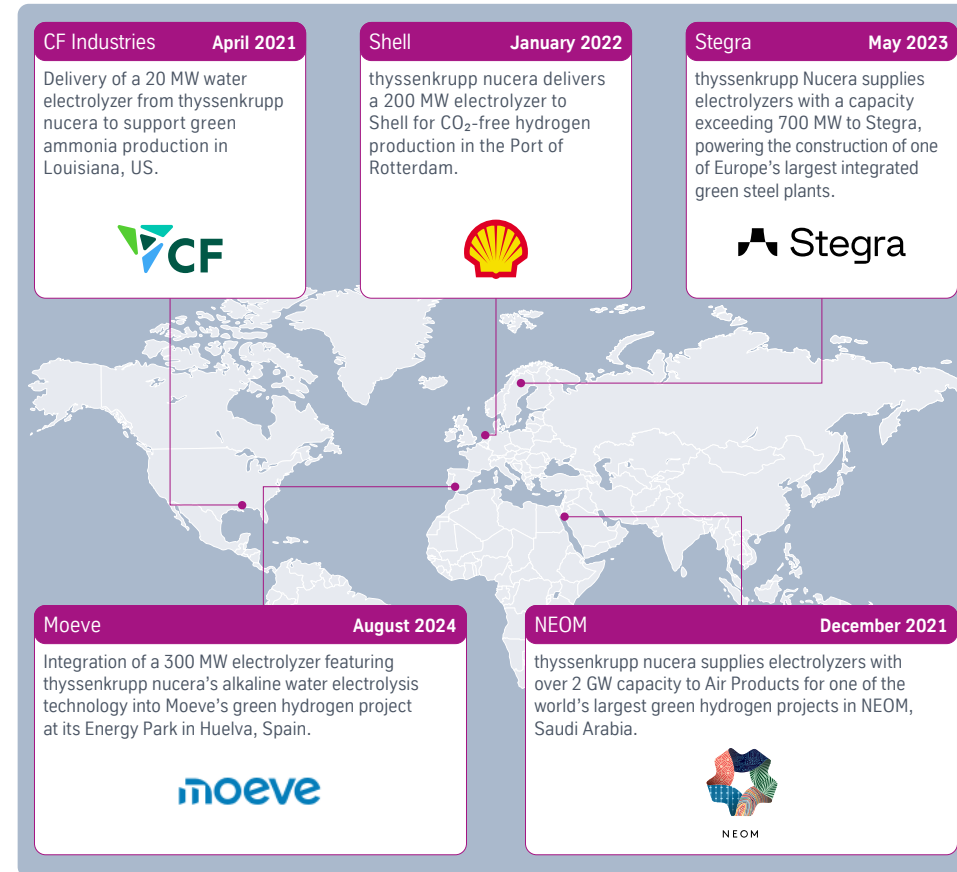 CF Industries April 2021
Delivery of a 20 MW water
electrolyzer from thyssenkrupp
nucera to support green
ammonia production in
Louisiana, US.
CF
Shell January 2022
thyssenkrupp nucera delivers
a 200 MW electrolyzer to
Shell for CO₂-free hydrogen
production in the Port of
Rotterdam.
Stegra May 2023
thyssenkrupp Nucera supplies
electrolyzers with a capacity
exceeding 700 MW to Stegra,
powering the construction of one
of Europe's largest integrated
green steel plants.
Stegra
Moeve August 2024
Integration of a 300 MW electrolyzer featuring
thyssenkrupp nucera's alkaline water electrolysis
technology into Moeve's green hydrogen project
at its Energy Park in Huelva, Spain.
moeve
NEOM December 2021
thyssenkrupp nucera supplies electrolyzers with
over 2 GW capacity to Air Products for one of the
world's largest green hydrogen projects in NEOM,
Saudi Arabia.
NEOM